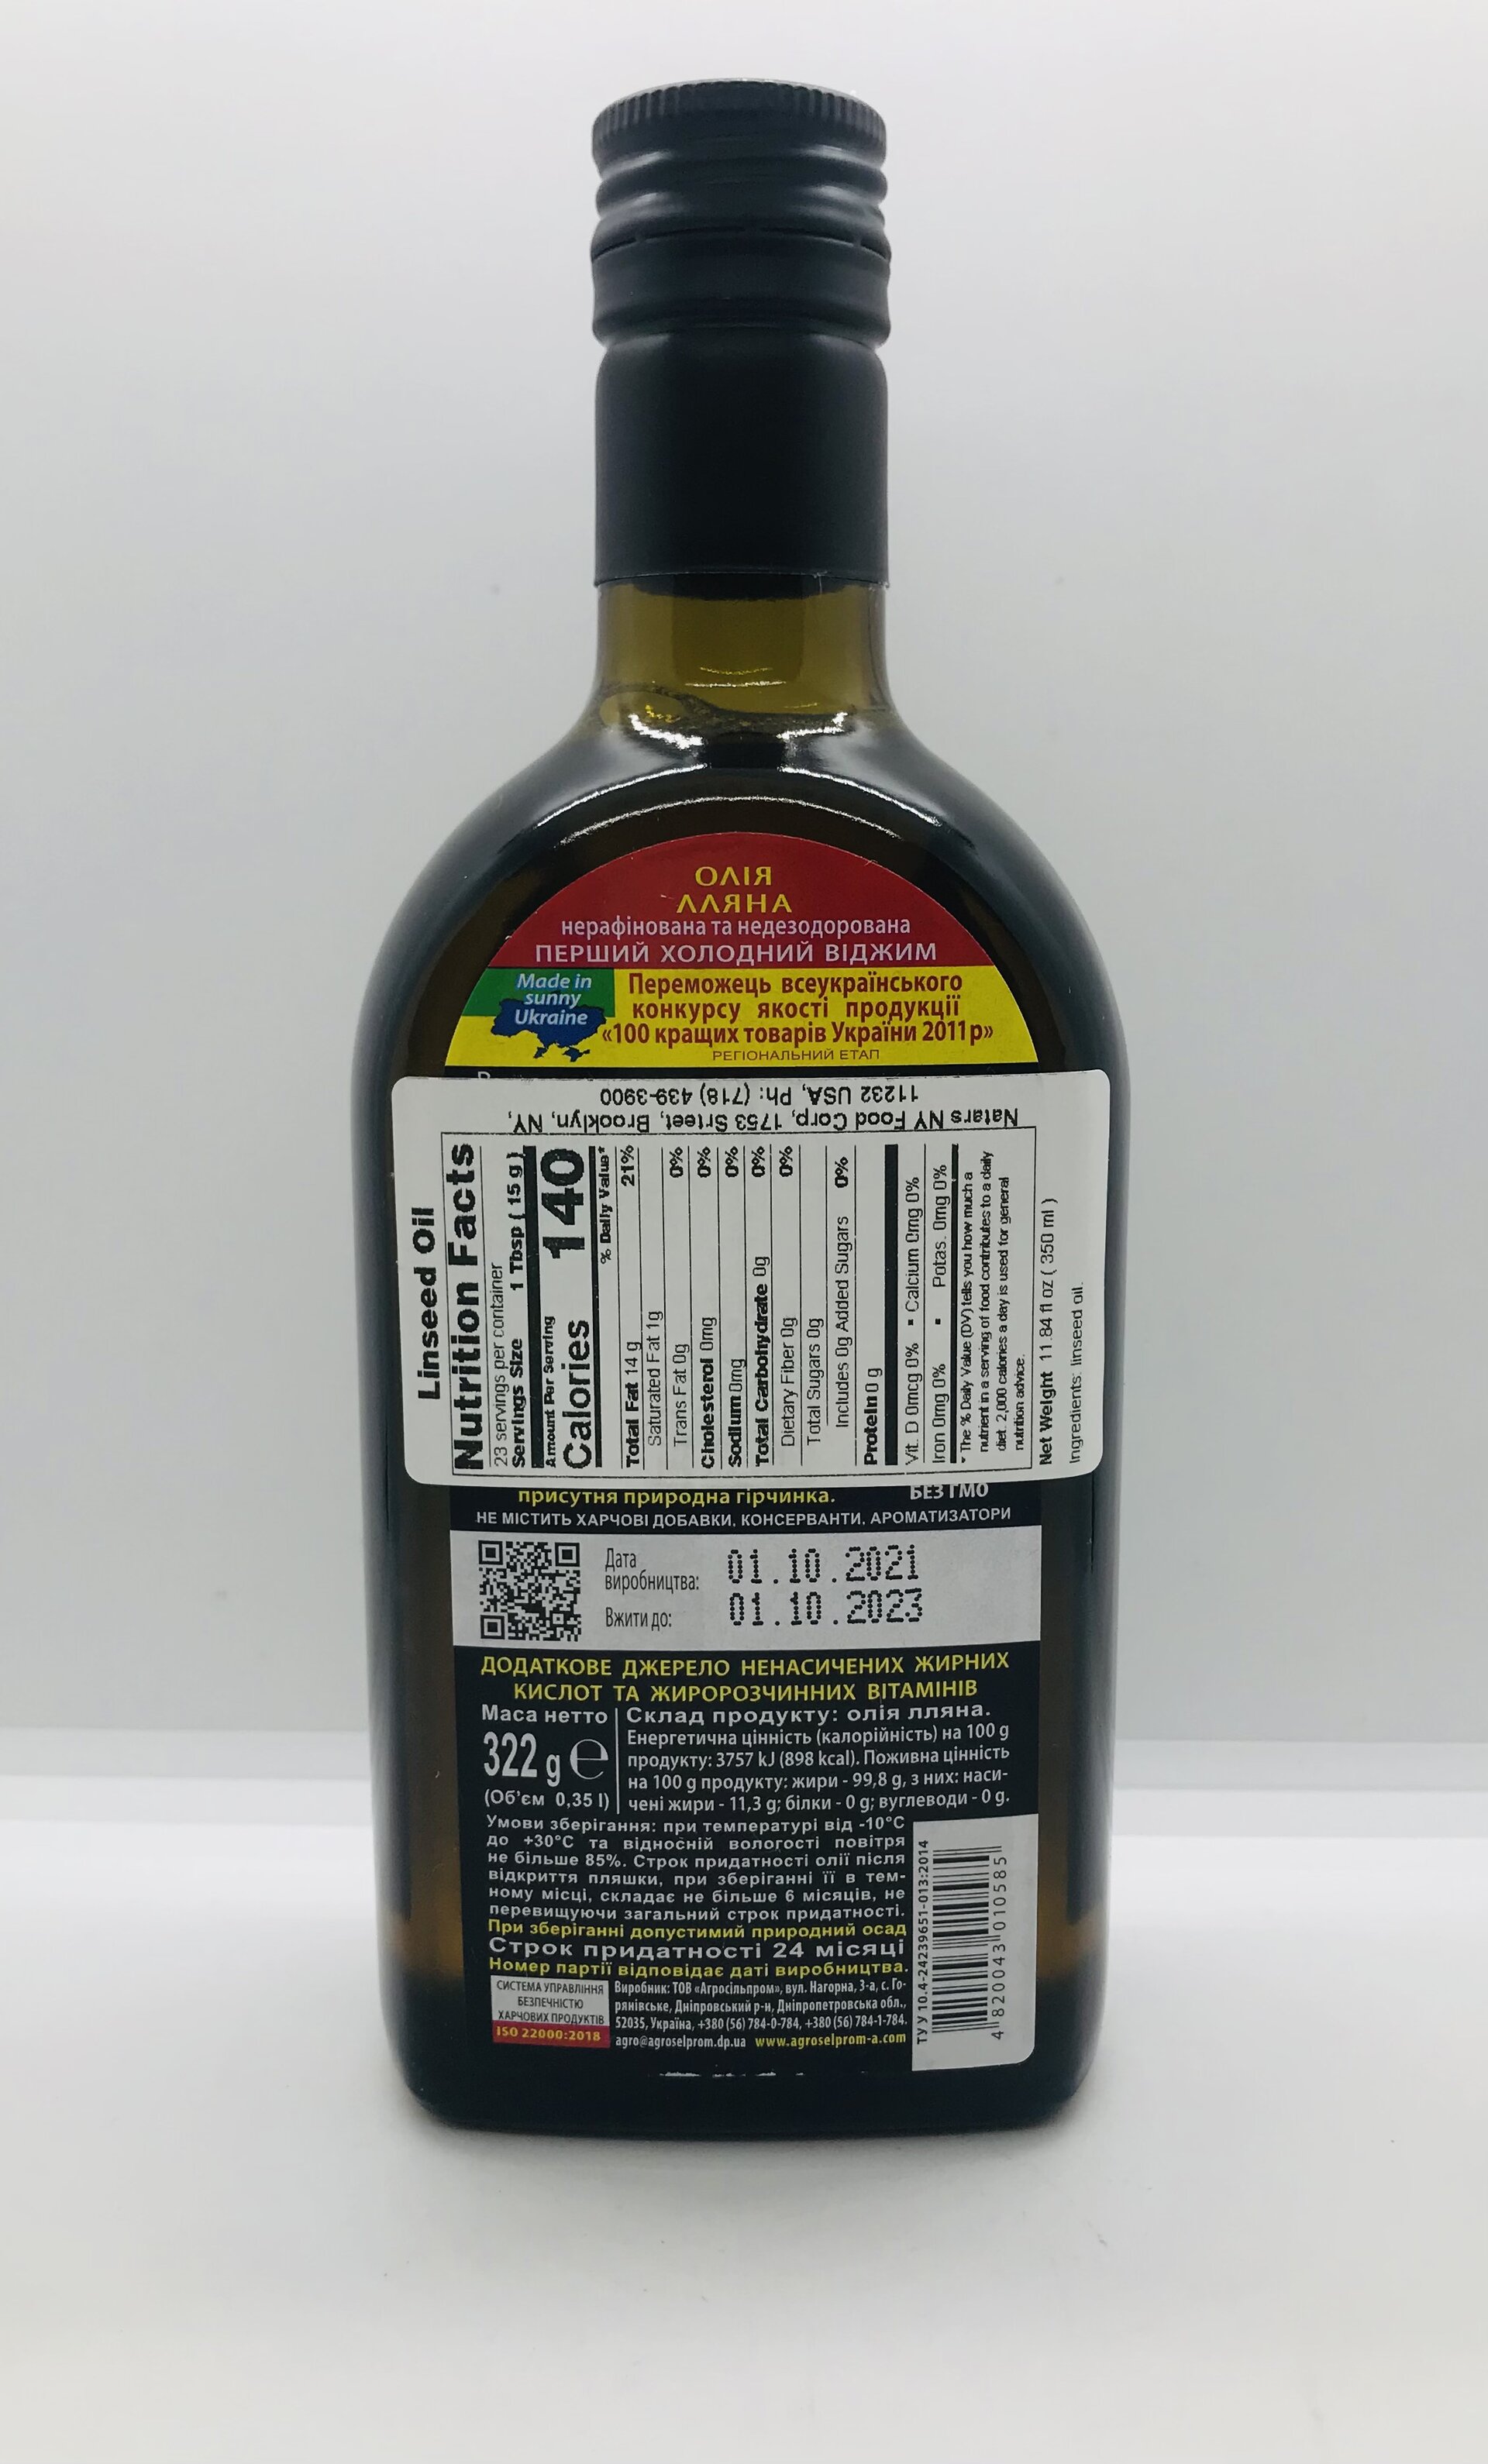 ОЛІЯ
ЛЛЯНА
нерафінована та недезодорована
ПЕРШИЙ ХОЛОДНИЙ ВІДЖИМ
Made in
sunny
Ukraine
Переможець всеукраїнського
конкурсу якості продукції
«100 кращих товарів України 2011р»
РЕГІОНАЛЬНИЙ ЕТАП
Natars NY Food Corp, 1753 Srteet, Brooklyn, NY,
11232 USA, Ph: (718) 439-3900
Linseed Oil
Nutrition Facts
23 servings per container
Servings Size 1 Tbsp ( 15 g )
Amount Per Serving
Calories 140
% Daily Value*
Total Fat 14 g 21%
Saturated Fat 1g
Trans Fat 0g 0%
Cholesterol 0mg 0%
Sodium 0mg 0%
Total Carbohydrate 0g 0%
Dietary Fiber 0g 0%
Total Sugars 0g
Includes 0g Added Sugars 0%
Protein 0 g
Vit. D 0mcg 0% • Calcium 0mg 0%
Iron 0mg 0% • Potas. 0mg 0%
* The % Daily Value (DV) tells you how much a
nutrient in a serving of food contributes to a daily
diet. 2,000 calories a day is used for general
nutrition advice.
Net Weight 11.84 fl oz ( 350 ml )
Ingredients: linseed oil.
присутня природна гірчинка.
БЕЗ ГМО
НЕ МІСТИТЬ ХАРЧОВІ ДОБАВКИ, КОНСЕРВАНТИ, АРОМАТИЗАТОРИ
Дата
виробництва: 01.10.2021
Вжити до: 01.10.2023
ДОДАТКОВЕ ДЖЕРЕЛО НЕНАСИЧЕНИХ ЖИРНИХ
КИСЛОТ ТА ЖИРОРОЗЧИННИХ ВІТАМІНІВ
Маса нетто
322 g ℮
(Об'єм 0,35 l)
Склад продукту: олія лляна.
Енергетична цінність (калорійність) на 100 g
продукту: 3757 kJ (898 kcal). Поживна цінність
на 100 g продукту: жири - 99,8 g, з них: наси-
чені жири - 11,3 g; білки - 0 g; вуглеводи - 0 g.
Умови зберігання: при температурі від -10°C
до +30°C та відносній вологості повітря
не більше 85%. Строк придатності олії після
відкриття пляшки, при зберіганні її в тем-
ному місці, складає не більше 6 місяців, не
перевищуючи загальний строк придатності.
При зберіганні допустимий природний осад
Строк придатності 24 місяці
Номер партії відповідає даті виробництва.
СИСТЕМА УПРАВЛІННЯ
БЕЗПЕЧНІСТЮ
ХАРЧОВИХ ПРОДУКТІВ
ISO 22000:2018
Виробник: ТОВ «Агросільпром», вул. Нагорна, 3-а, с. Го-
рянівське, Дніпровський р-н, Дніпропетровська обл.,
52035, Україна, +380 (56) 784-0-784, +380 (56) 784-1-784.
agro@agroselprom.dp.ua www.agroselprom-a.com
ТУ У 10.4-24239651-013:2014
4 820043 010585